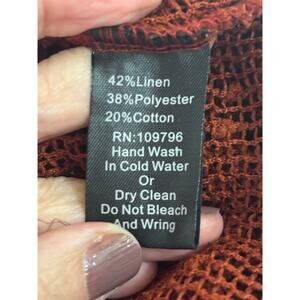 42%Linen
38%Polyester
20%Cotton
RN:109796
Hand Wash
In Cold Water
Or
Dry Clean
Do Not Bleach
And Wring